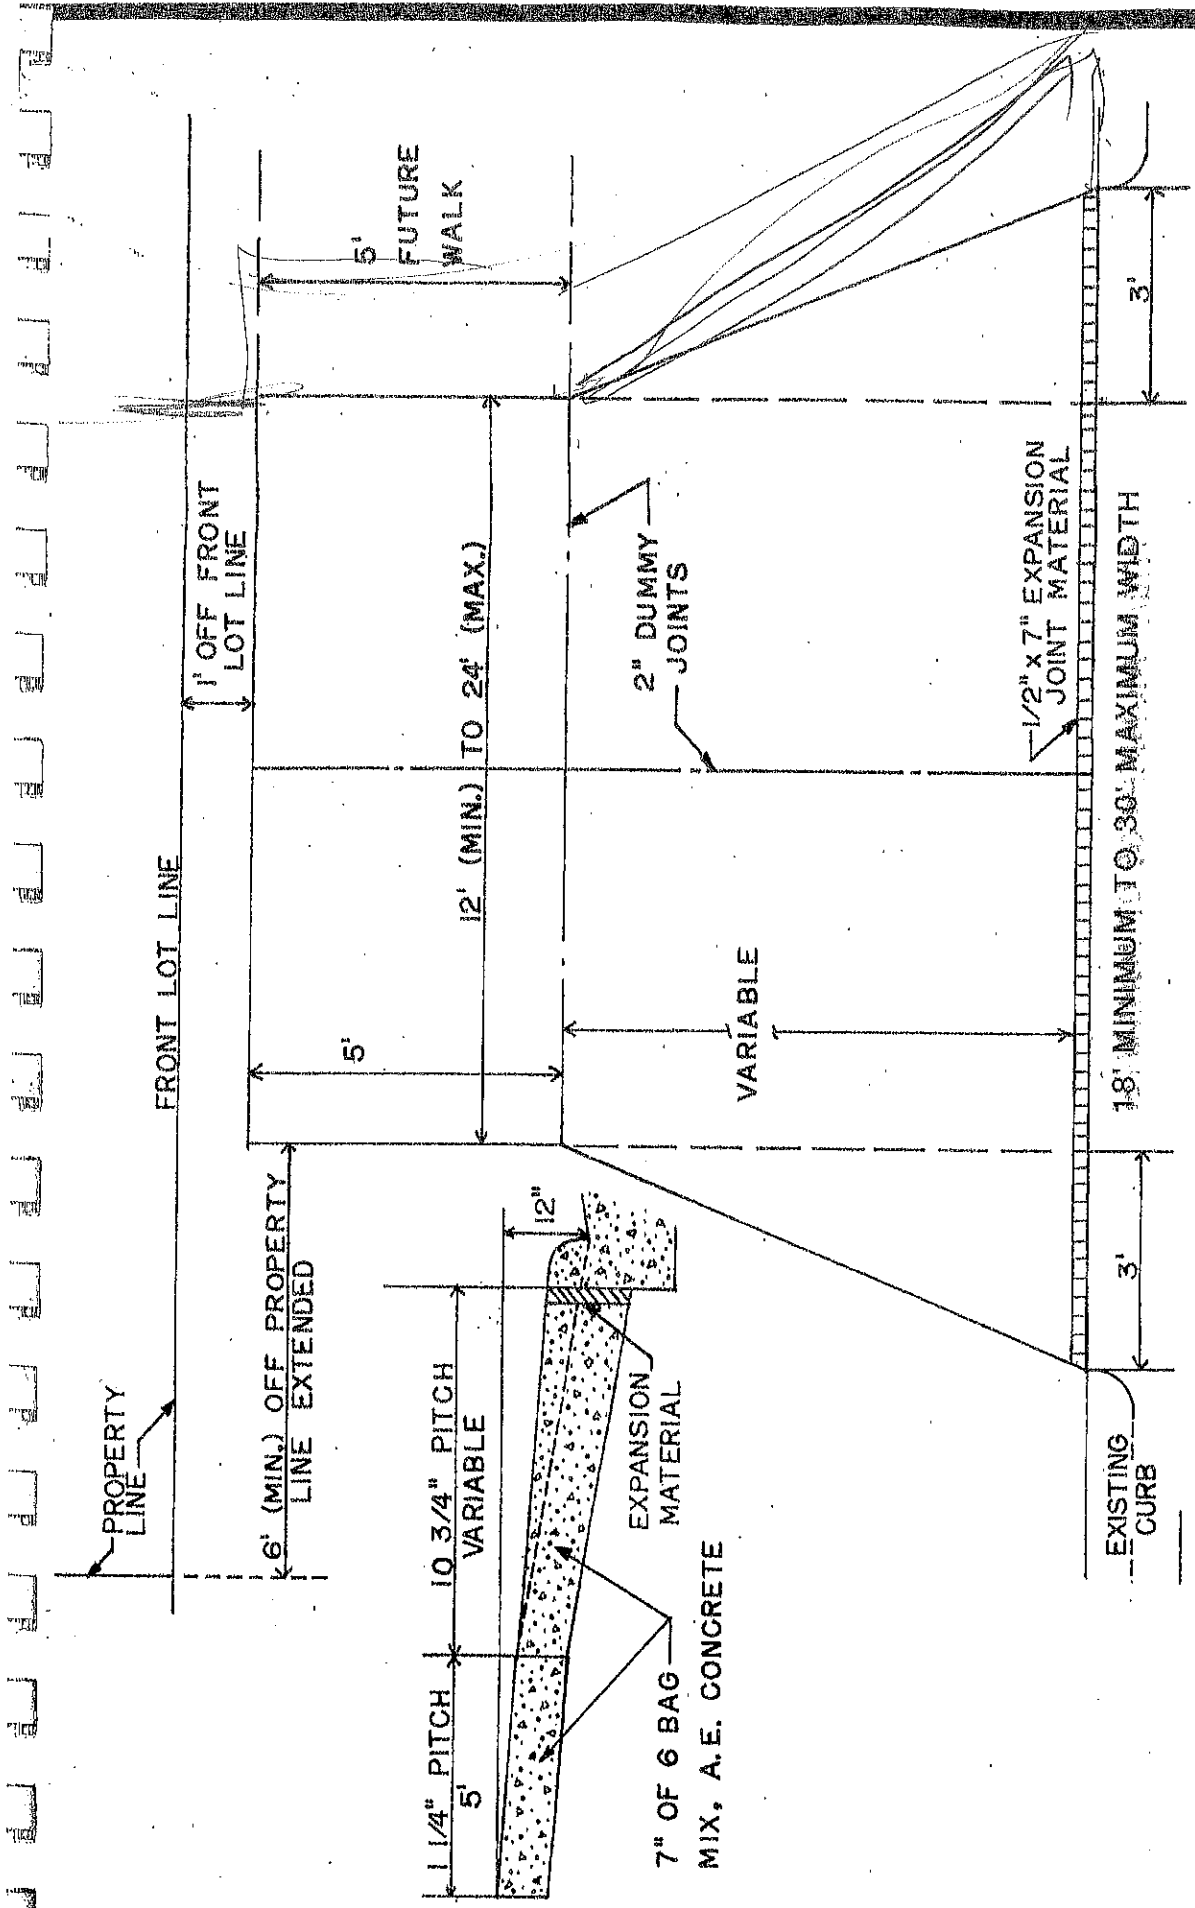 PROPERTY
LINE
FRONT LOT LINE
6' (MIN.) OFF PROPERTY
LINE EXTENDED
1' OFF FRONT
LOT LINE
5'
FUTURE
WALK
5'
12' (MIN.) TO 24' (MAX.)
2" DUMMY
JOINTS
VARIABLE
1/2" x 7" EXPANSION
JOINT MATERIAL
3'
3'
18' MINIMUM TO 30' MAXIMUM WIDTH
EXISTING
CURB
1 1/4" PITCH
5'
10 3/4" PITCH
VARIABLE
12"
EXPANSION
MATERIAL
7" OF 6 BAG
MIX, A.E. CONCRETE